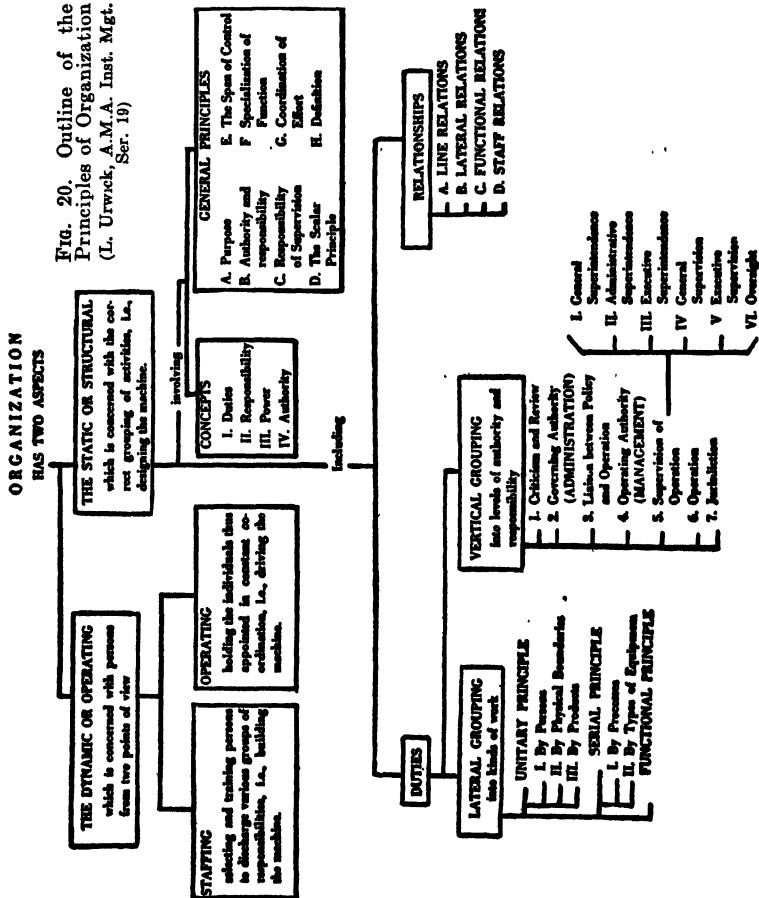 FIG. 20. Outline of the
Principles of Organization
(L. Urwick, A.M.A. Inst. Mgt.
Ser. 19)
ORGANIZATION
HAS TWO ASPECTS
THE DYNAMIC OR OPERATING
which is concerned with persons
from two points of view
THE STATIC OR STRUCTURAL
which is concerned with the cor-
rect grouping of activities, i.e.,
designing the machine.
STAFFING
selecting and training persons
to discharge various groups of
responsibilities, i.e., building
the machine.
OPERATING
holding the individuals thus
appointed in constant co-
ordination, i.e., driving the
machine.
involving
CONCEPTS
I. Duties
II. Responsibility
III. Power
IV. Authority
GENERAL PRINCIPLES
A. Purpose
B. Authority and
responsibility
C. Responsibility
of Supervision
D. The Scalar
Principle
E. The Span of Control
F Specialization of
Function
G. Coordination of
Effort
H. Definition
Including
DUTIES
RELATIONSHIPS
A. LINE RELATIONS
B. LATERAL RELATIONS
C. FUNCTIONAL RELATIONS
D. STAFF RELATIONS
LATERAL GROUPING
into kinds of work
UNITARY PRINCIPLE
I. By Persons
II. By Physical Boundaries
III. By Products
SERIAL PRINCIPLE
I. By Process
II. By Types of Equipment
FUNCTIONAL PRINCIPLE
VERTICAL GROUPING
into levels of authority and
responsibility
1. Criticism and Review
2. Governing Authority
(ADMINISTRATION)
3. Liaison between Policy
and Operation
4. Operating Authority
(MANAGEMENT)
5. Supervision of
Operation
6. Operation
7. Jurisdiction
I. General
Superintendence
II. Administrative
Superintendence
III. Executive
Superintendence
IV General
Supervision
V Executive
Supervision
VI. Oversight